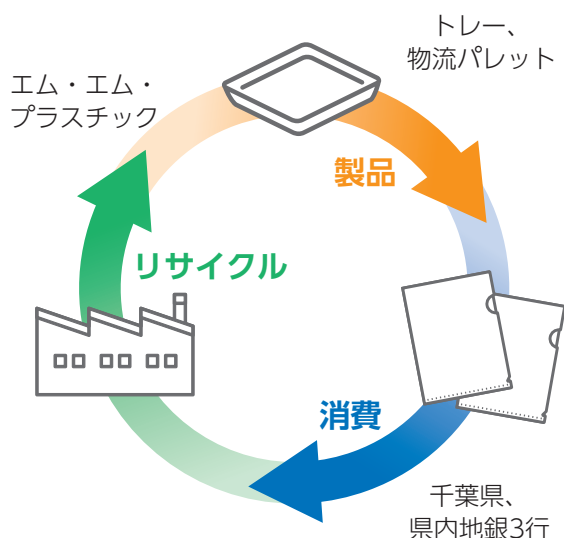 トレー、
物流パレット
エム・エム・
プラスチック
製品
リサイクル
消費
千葉県、
県内地銀3行